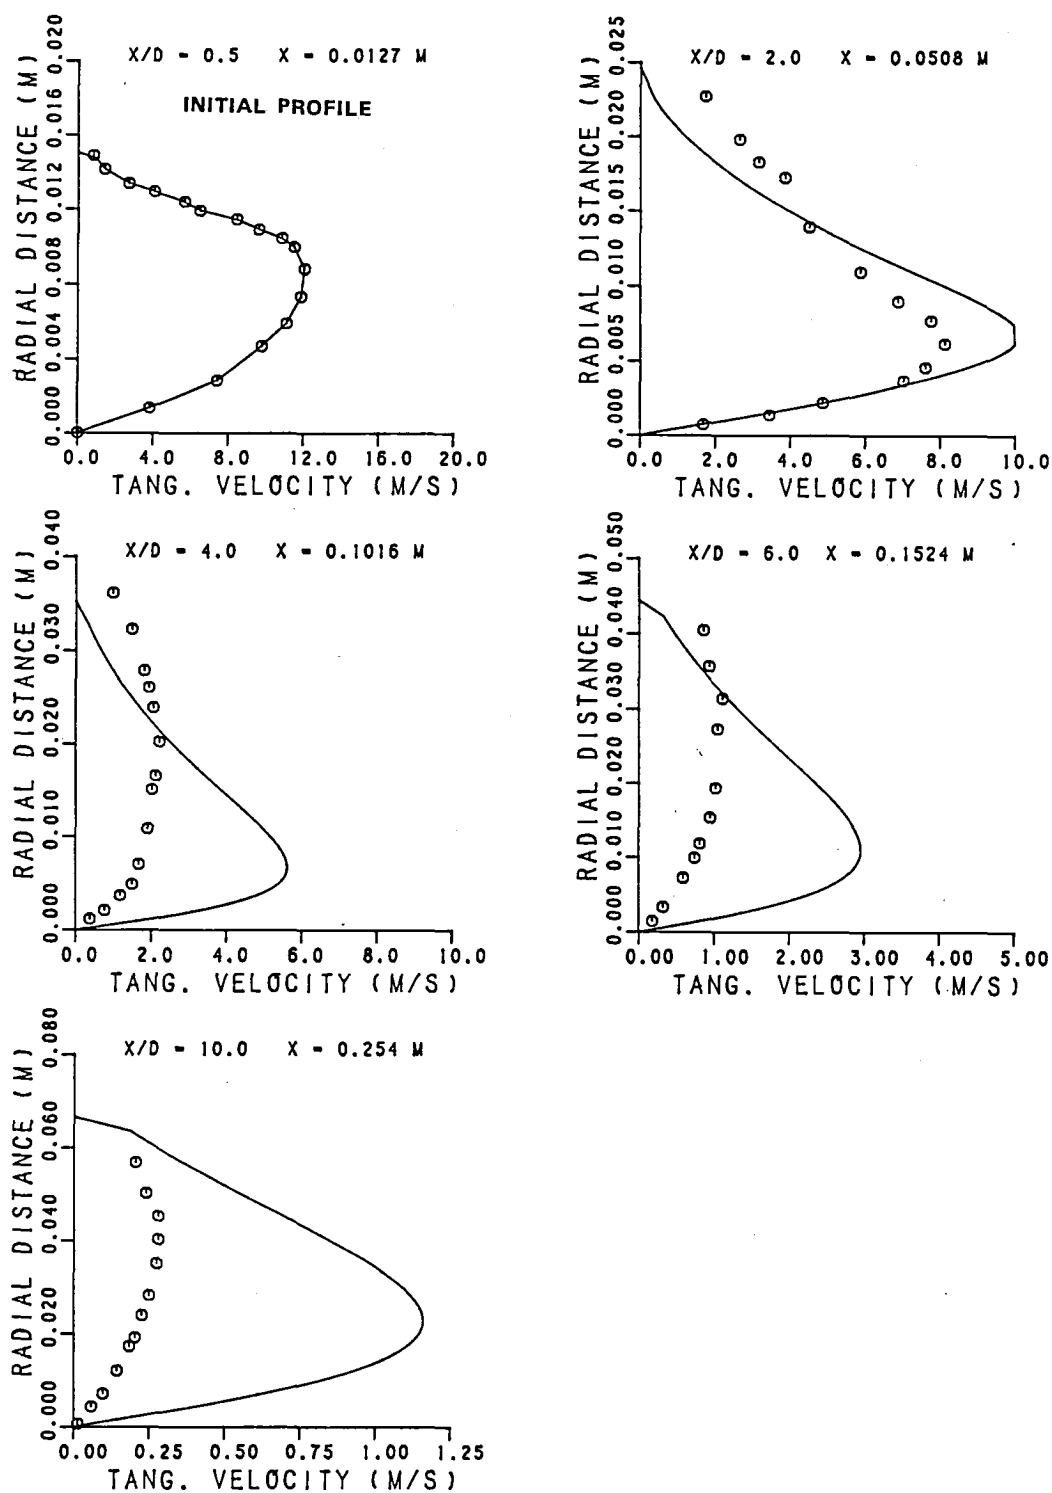 X/D = 0.5 X = 0.0127 M
INITIAL PROFILE
RADIAL DISTANCE (M)
0.000 0.004 0.008 0.012 0.016 0.020
0.0 4.0 8.0 12.0 16.0 20.0
TANG. VELOCITY (M/S)
X/D = 2.0 X = 0.0508 M
RADIAL DISTANCE (M)
0.000 0.005 0.010 0.015 0.020 0.025
0.0 2.0 4.0 6.0 8.0 10.0
TANG. VELOCITY (M/S)
X/D = 4.0 X = 0.1016 M
RADIAL DISTANCE (M)
0.000 0.010 0.020 0.030 0.040
0.0 2.0 4.0 6.0 8.0 10.0
TANG. VELOCITY (M/S)
X/D = 6.0 X = 0.1524 M
RADIAL DISTANCE (M)
0.000 0.010 0.020 0.030 0.040 0.050
0.00 1.00 2.00 3.00 4.00 5.00
TANG. VELOCITY (M/S)
X/D = 10.0 X = 0.254 M
RADIAL DISTANCE (M)
0.000 0.020 0.040 0.060 0.080
0.00 0.25 0.50 0.75 1.00 1.25
TANG. VELOCITY (M/S)